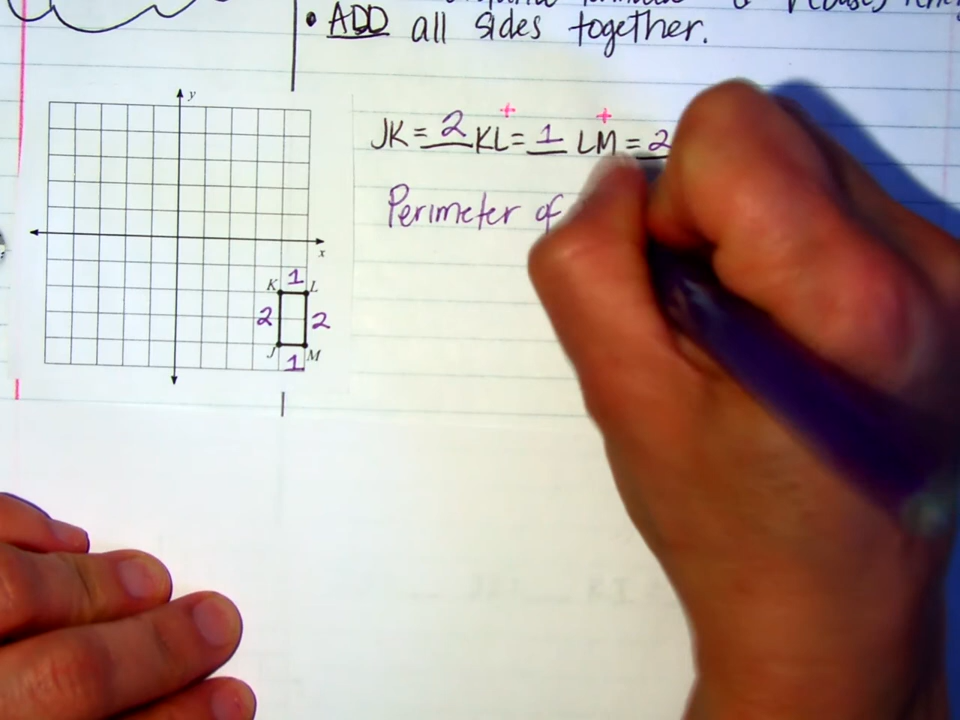 • ADD all sides together.
y
JK = 2 KL = 1 LM = 2
+ +
Perimeter of
x
K 1 L
2 2
J M
1